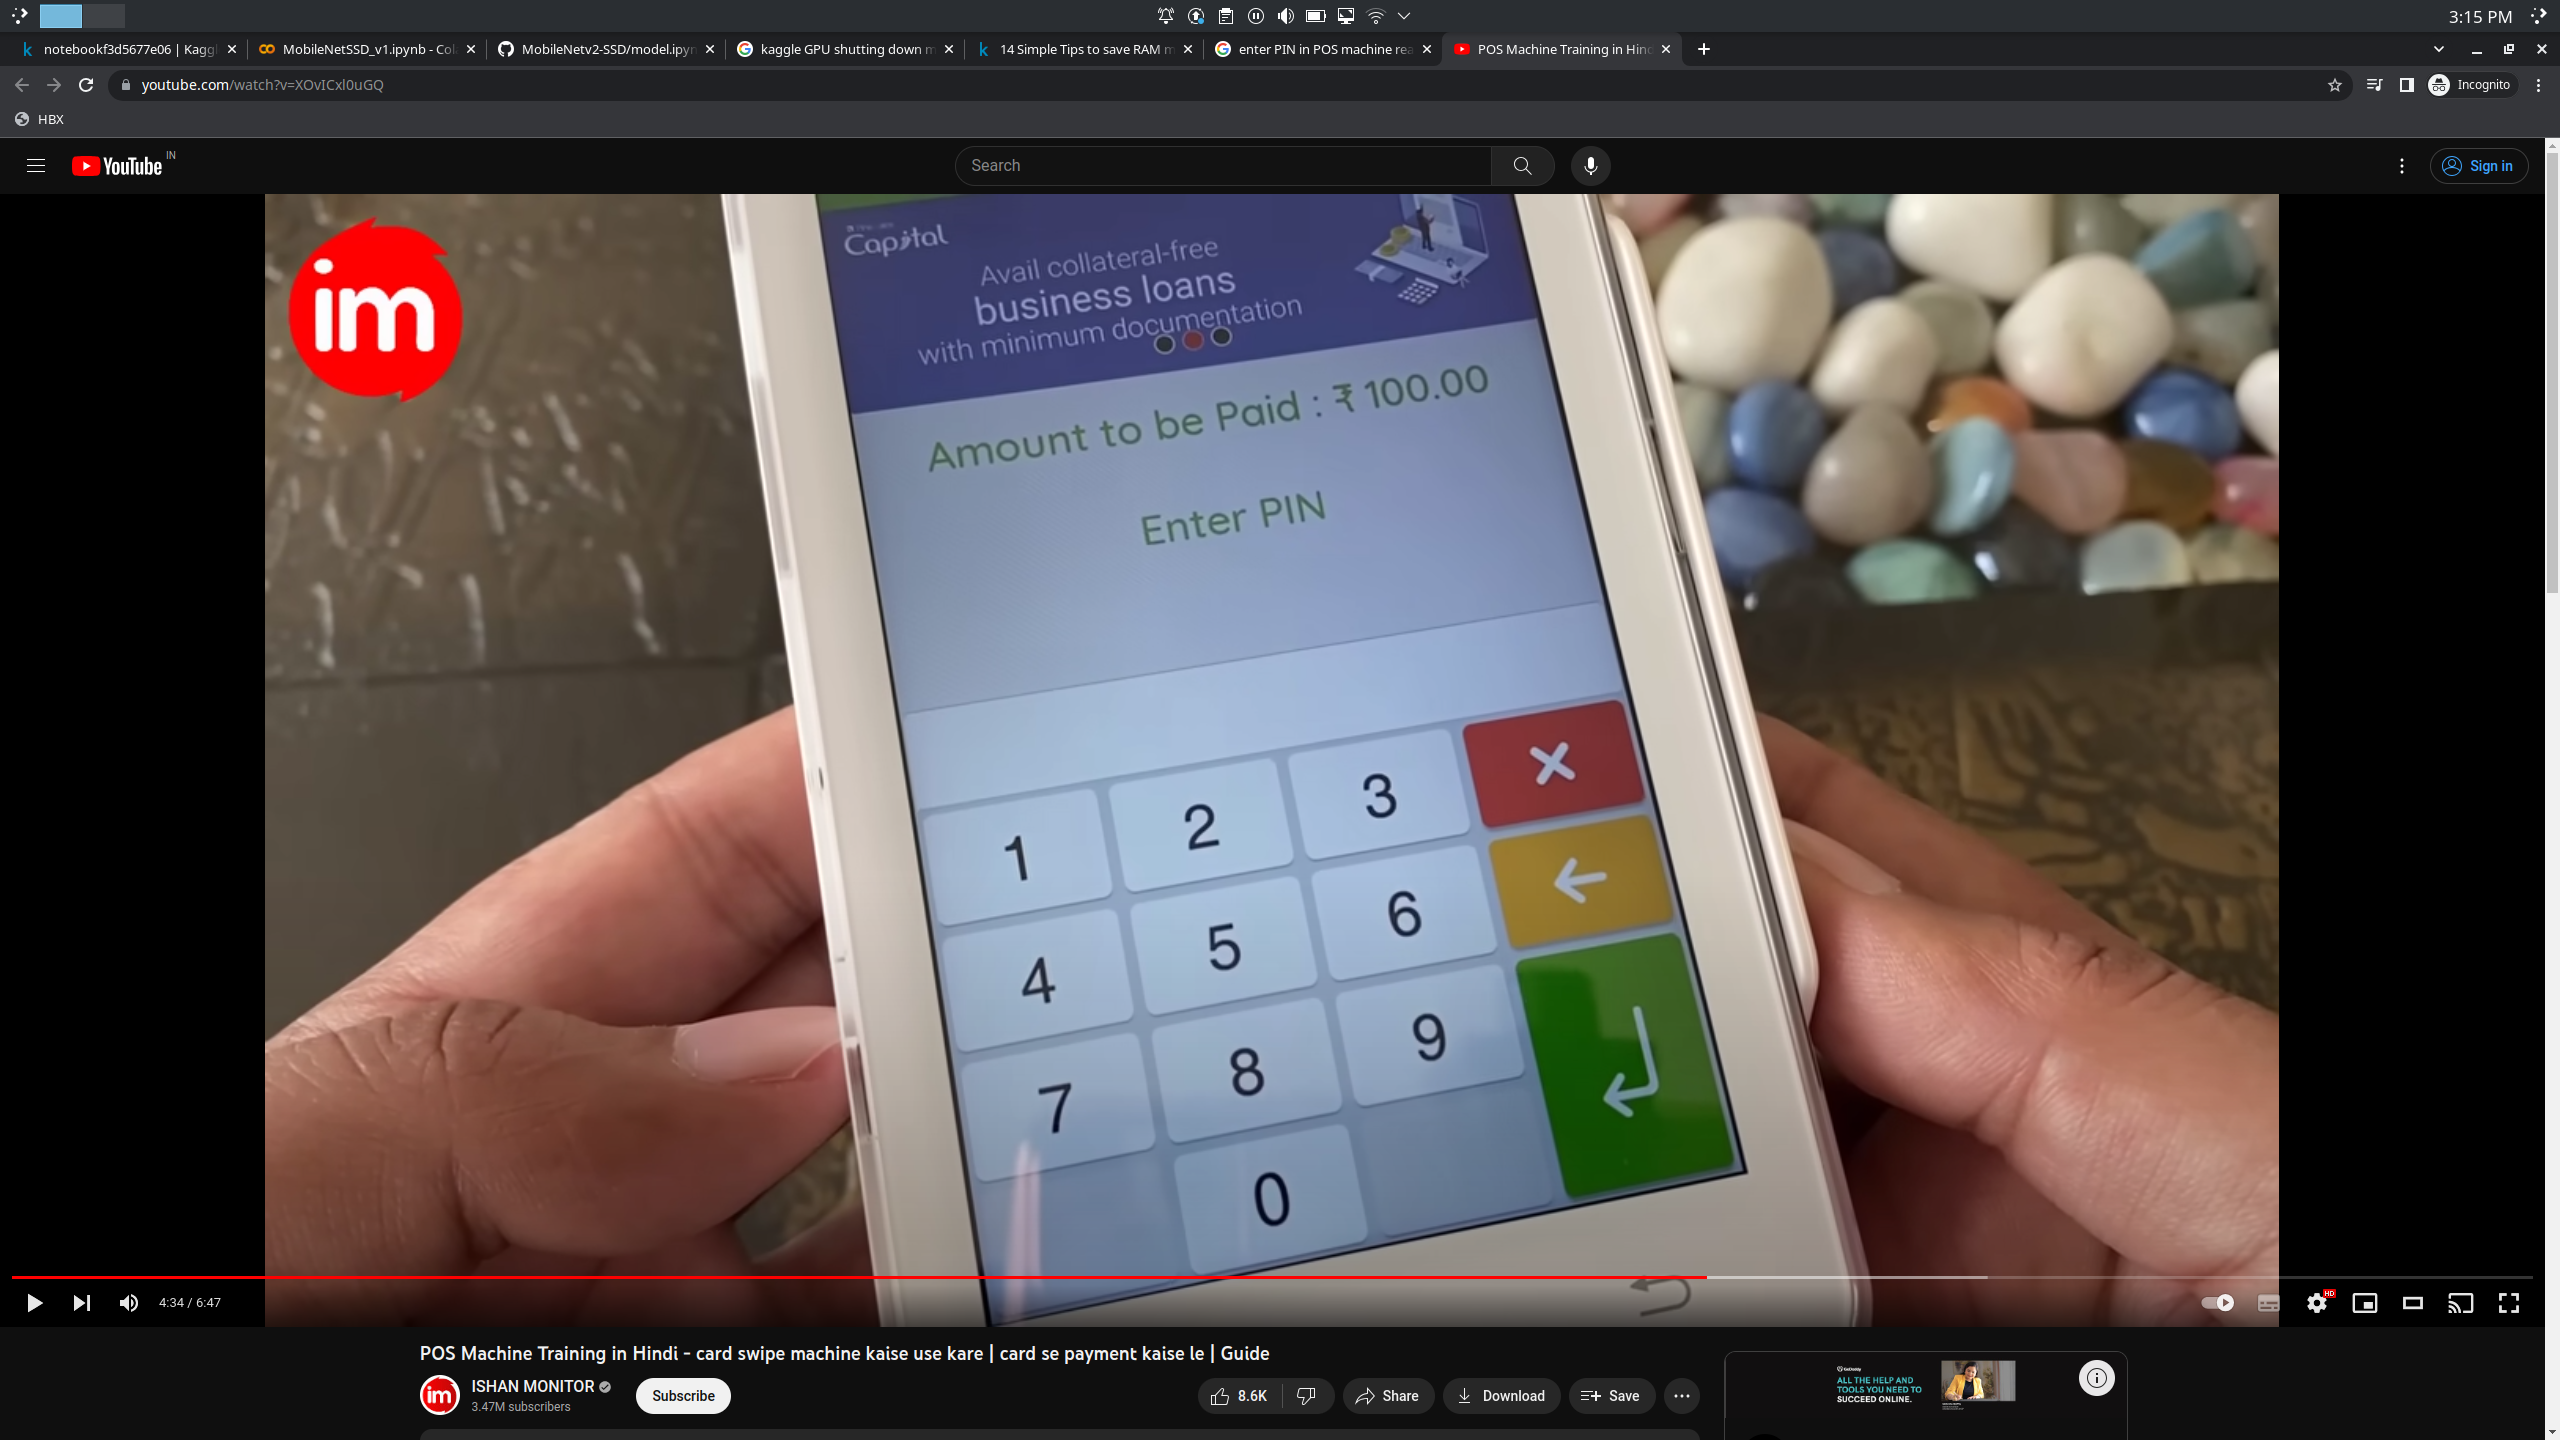 3:15 PM
notebookf3d5677e06 | Kaggl
MobileNetSSD_v1.ipynb - Col
MobileNetv2-SSD/model.ipyn
kaggle GPU shutting down m
14 Simple Tips to save RAM m
enter PIN in POS machine rea
POS Machine Training in Hind
youtube.com/watch?v=XOvICxl0uGQ
Incognito
HBX
YouTube IN
Search
Sign in
im
Capital
Avail collateral-free
business loans
with minimum documentation
Amount to be Paid : ₹ 100.00
Enter PIN
1 2 3
4 5 6
7 8 9
0
4:34 / 6:47
HD
POS Machine Training in Hindi - card swipe machine kaise use kare | card se payment kaise le | Guide
im
ISHAN MONITOR
3.47M subscribers
Subscribe
8.6K
Share
Download
Save
GoDaddy
ALL THE HELP AND
TOOLS YOU NEED TO
SUCCEED ONLINE.